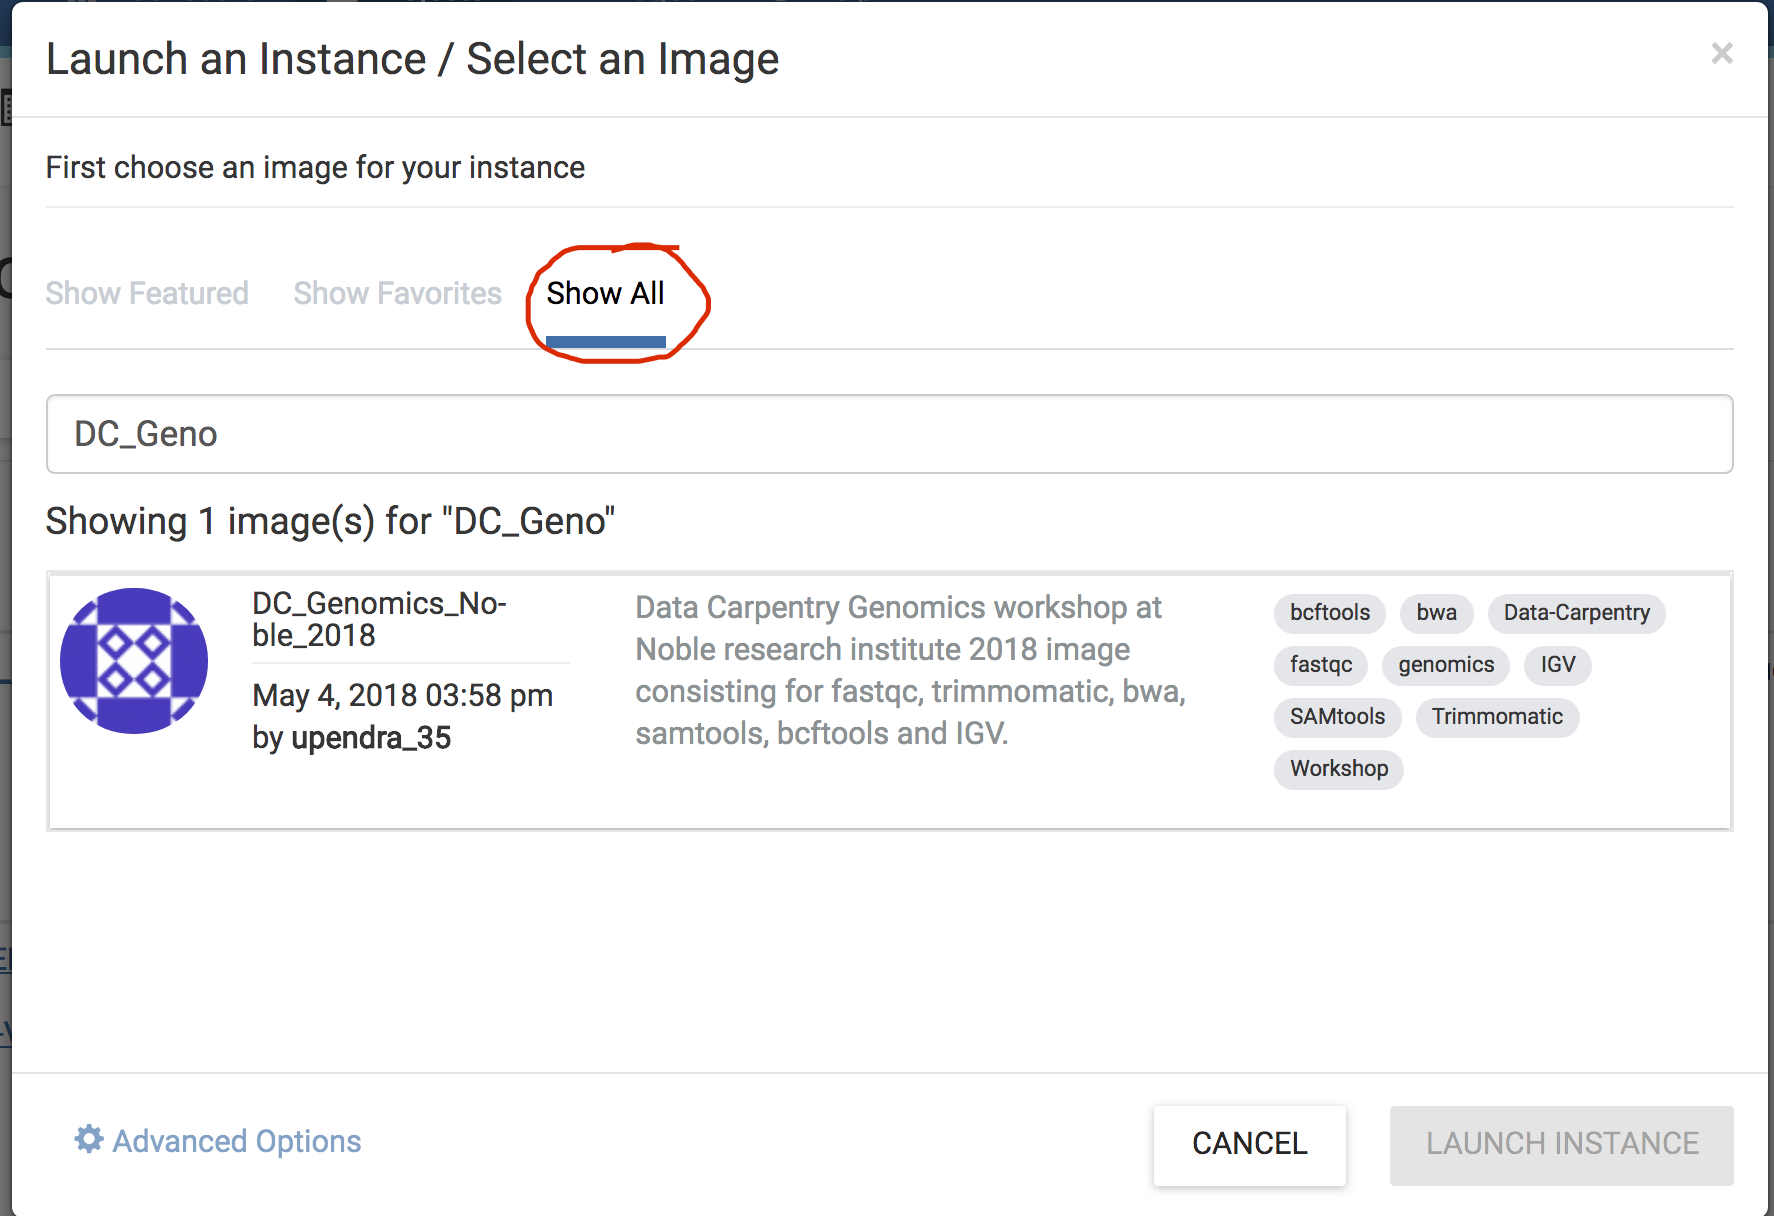 Launch an Instance / Select an Image
×
First choose an image for your instance
Show Featured Show Favorites Show All
DC_Geno
Showing 1 image(s) for "DC_Geno"
DC_Genomics_No-
ble_2018
May 4, 2018 03:58 pm
by upendra_35
Data Carpentry Genomics workshop at
Noble research institute 2018 image
consisting for fastqc, trimmomatic, bwa,
samtools, bcftools and IGV.
bcftools bwa Data-Carpentry
fastqc genomics IGV
SAMtools Trimmomatic
Workshop
Advanced Options
CANCEL
LAUNCH INSTANCE